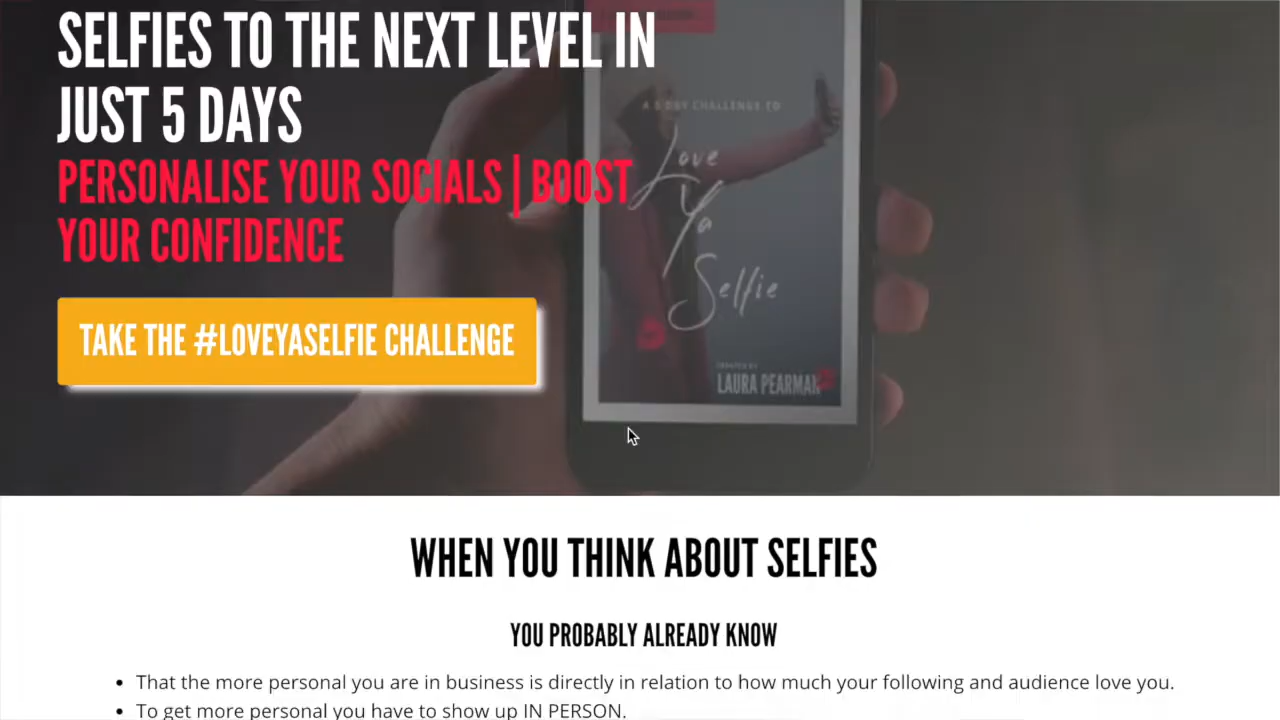 SELFIES TO THE NEXT LEVEL IN
JUST 5 DAYS
PERSONALISE YOUR SOCIALS | BOOST
YOUR CONFIDENCE
TAKE THE #LOVEYASELFIE CHALLENGE
A 5 DAY CHALLENGE TO
Love
Ya
Selfie
CREATED BY
LAURA PEARMAN
WHEN YOU THINK ABOUT SELFIES
YOU PROBABLY ALREADY KNOW
• That the more personal you are in business is directly in relation to how much your following and audience love you.
• To get more personal you have to show up IN PERSON.